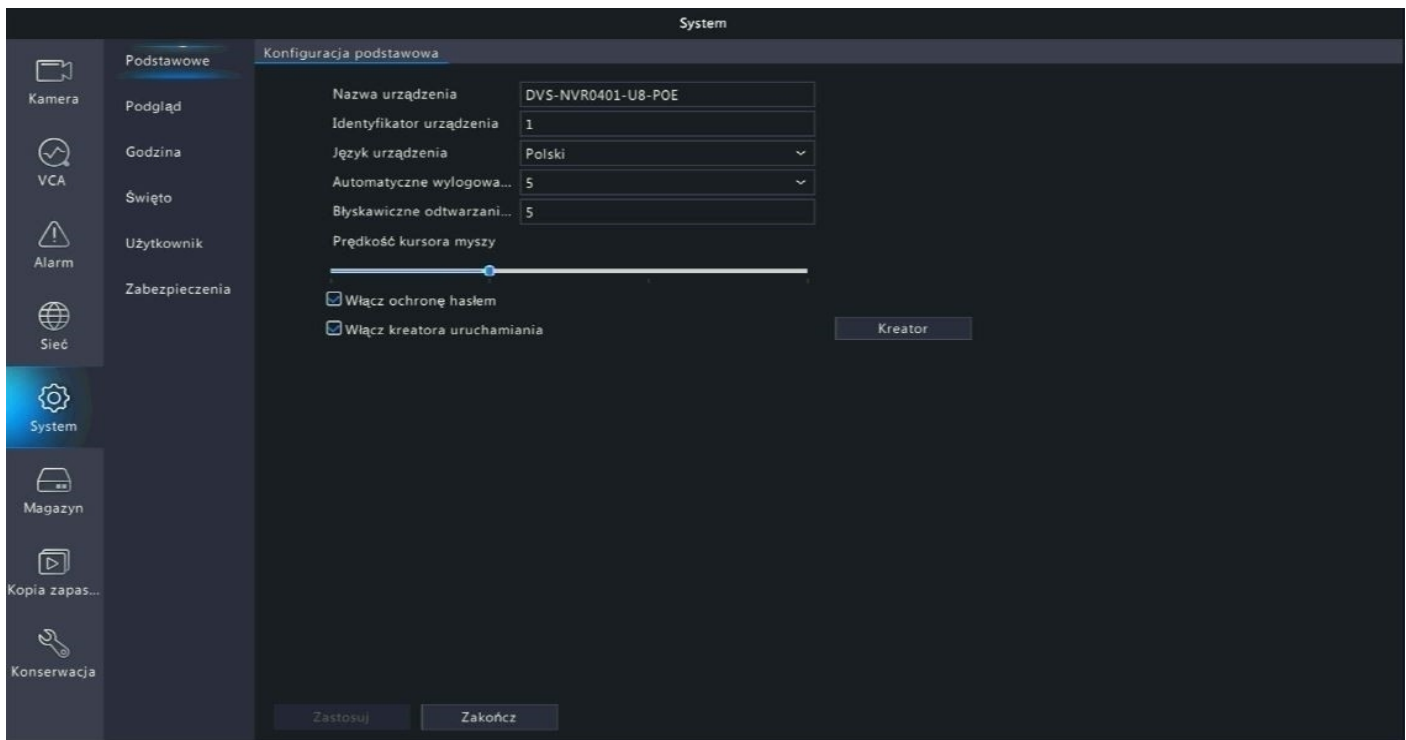 System
Kamera
VCA
Alarm
Sieć
System
Magazyn
Kopia zapas...
Konserwacja
Podstawowe
Podgląd
Godzina
Święto
Użytkownik
Zabezpieczenia
Konfiguracja podstawowa
Nazwa urządzenia DVS-NVR0401-U8-POE
Identyfikator urządzenia 1
Język urządzenia Polski
Automatyczne wylogowa... 5
Błyskawiczne odtwarzani... 5
Prędkość kursora myszy
Włącz ochronę hasłem
Włącz kreatora uruchamiania Kreator
Zastosuj Zakończ